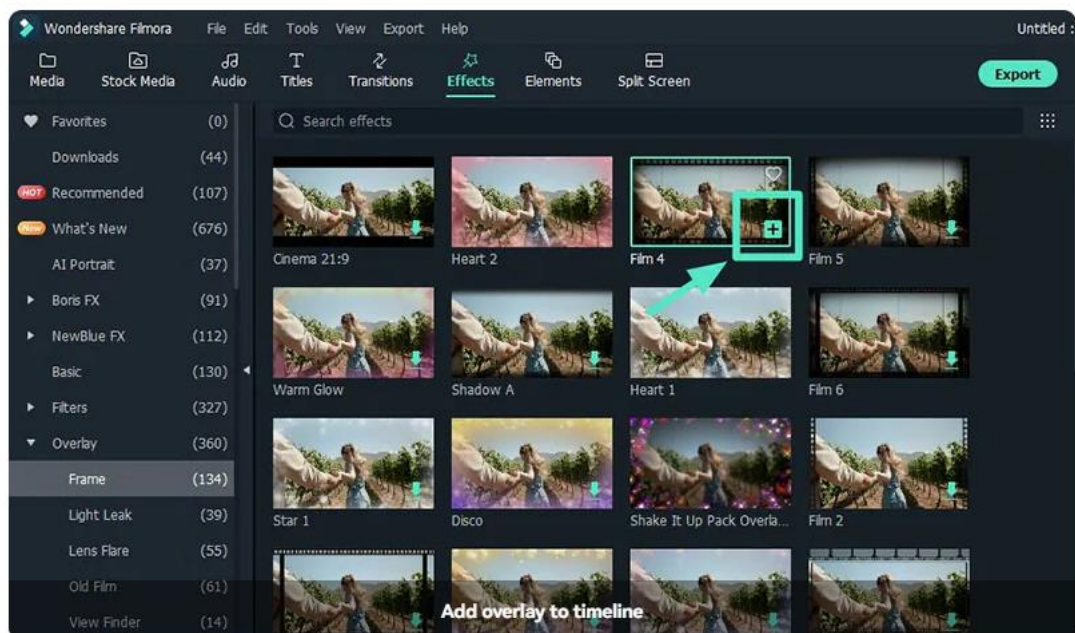 Wondershare Filmora File Edit Tools View Export Help Untitled :
Media Stock Media Audio Titles Transitions Effects Elements Split Screen Export
Favorites (0) Search effects
Downloads (44)
HOT Recommended (107)
New What's New (676)
AI Portrait (37)
Cinema 21:9 Heart 2 Film 4 Film 5
Boris FX (91)
NewBlue FX (112)
Basic (130)
Warm Glow Shadow A Heart 1 Film 6
Filters (327)
Overlay (360)
Frame (134)
Light Leak (39)
Star 1 Disco Shake It Up Pack Overla... Film 2
Lens Flare (55)
Old Film (61)
Add overlay to timeline
View Finder (14)